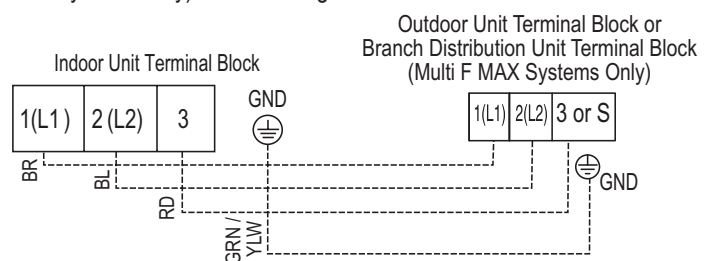 Outdoor Unit Terminal Block or
Branch Distribution Unit Terminal Block
(Multi F MAX Systems Only)
Indoor Unit Terminal Block
GND
1(L1) 2 (L2) 3
1(L1) 2(L2) 3 or S
GND
BR
BL
RD
GRN /
YLW